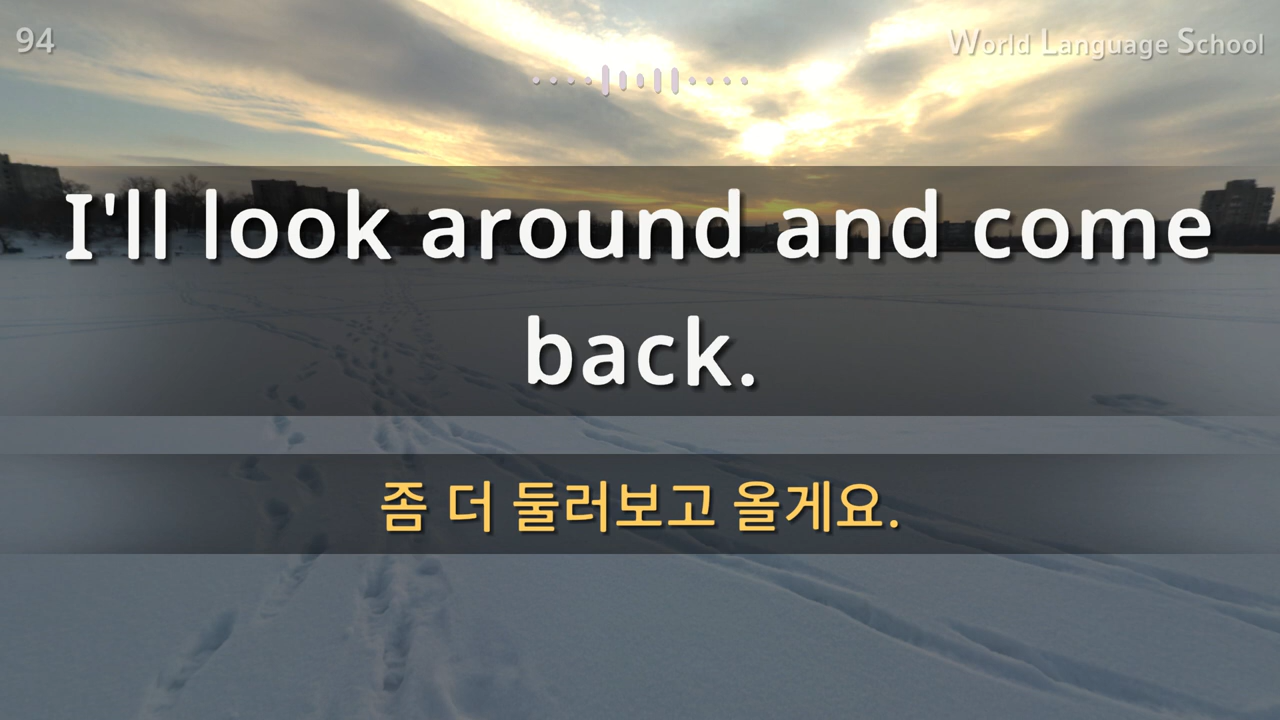 94
World Language School
I'll look around and come
back.
좀 더 둘러보고 올게요.